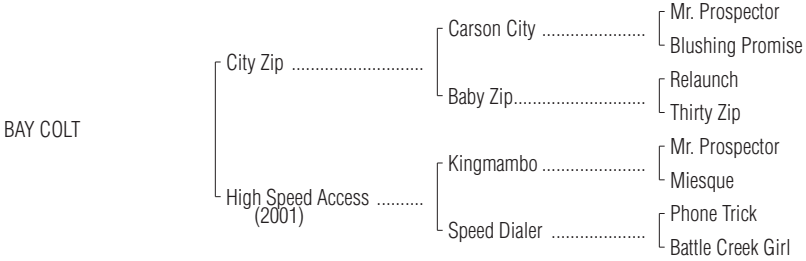 Mr. Prospector
Carson City ......................
Blushing Promise
City Zip ............................
Relaunch
Baby Zip............................
Thirty Zip
BAY COLT
Mr. Prospector
Kingmambo ......................
Miesque
High Speed Access ..........
(2001)
Phone Trick
Speed Dialer ....................
Battle Creek Girl